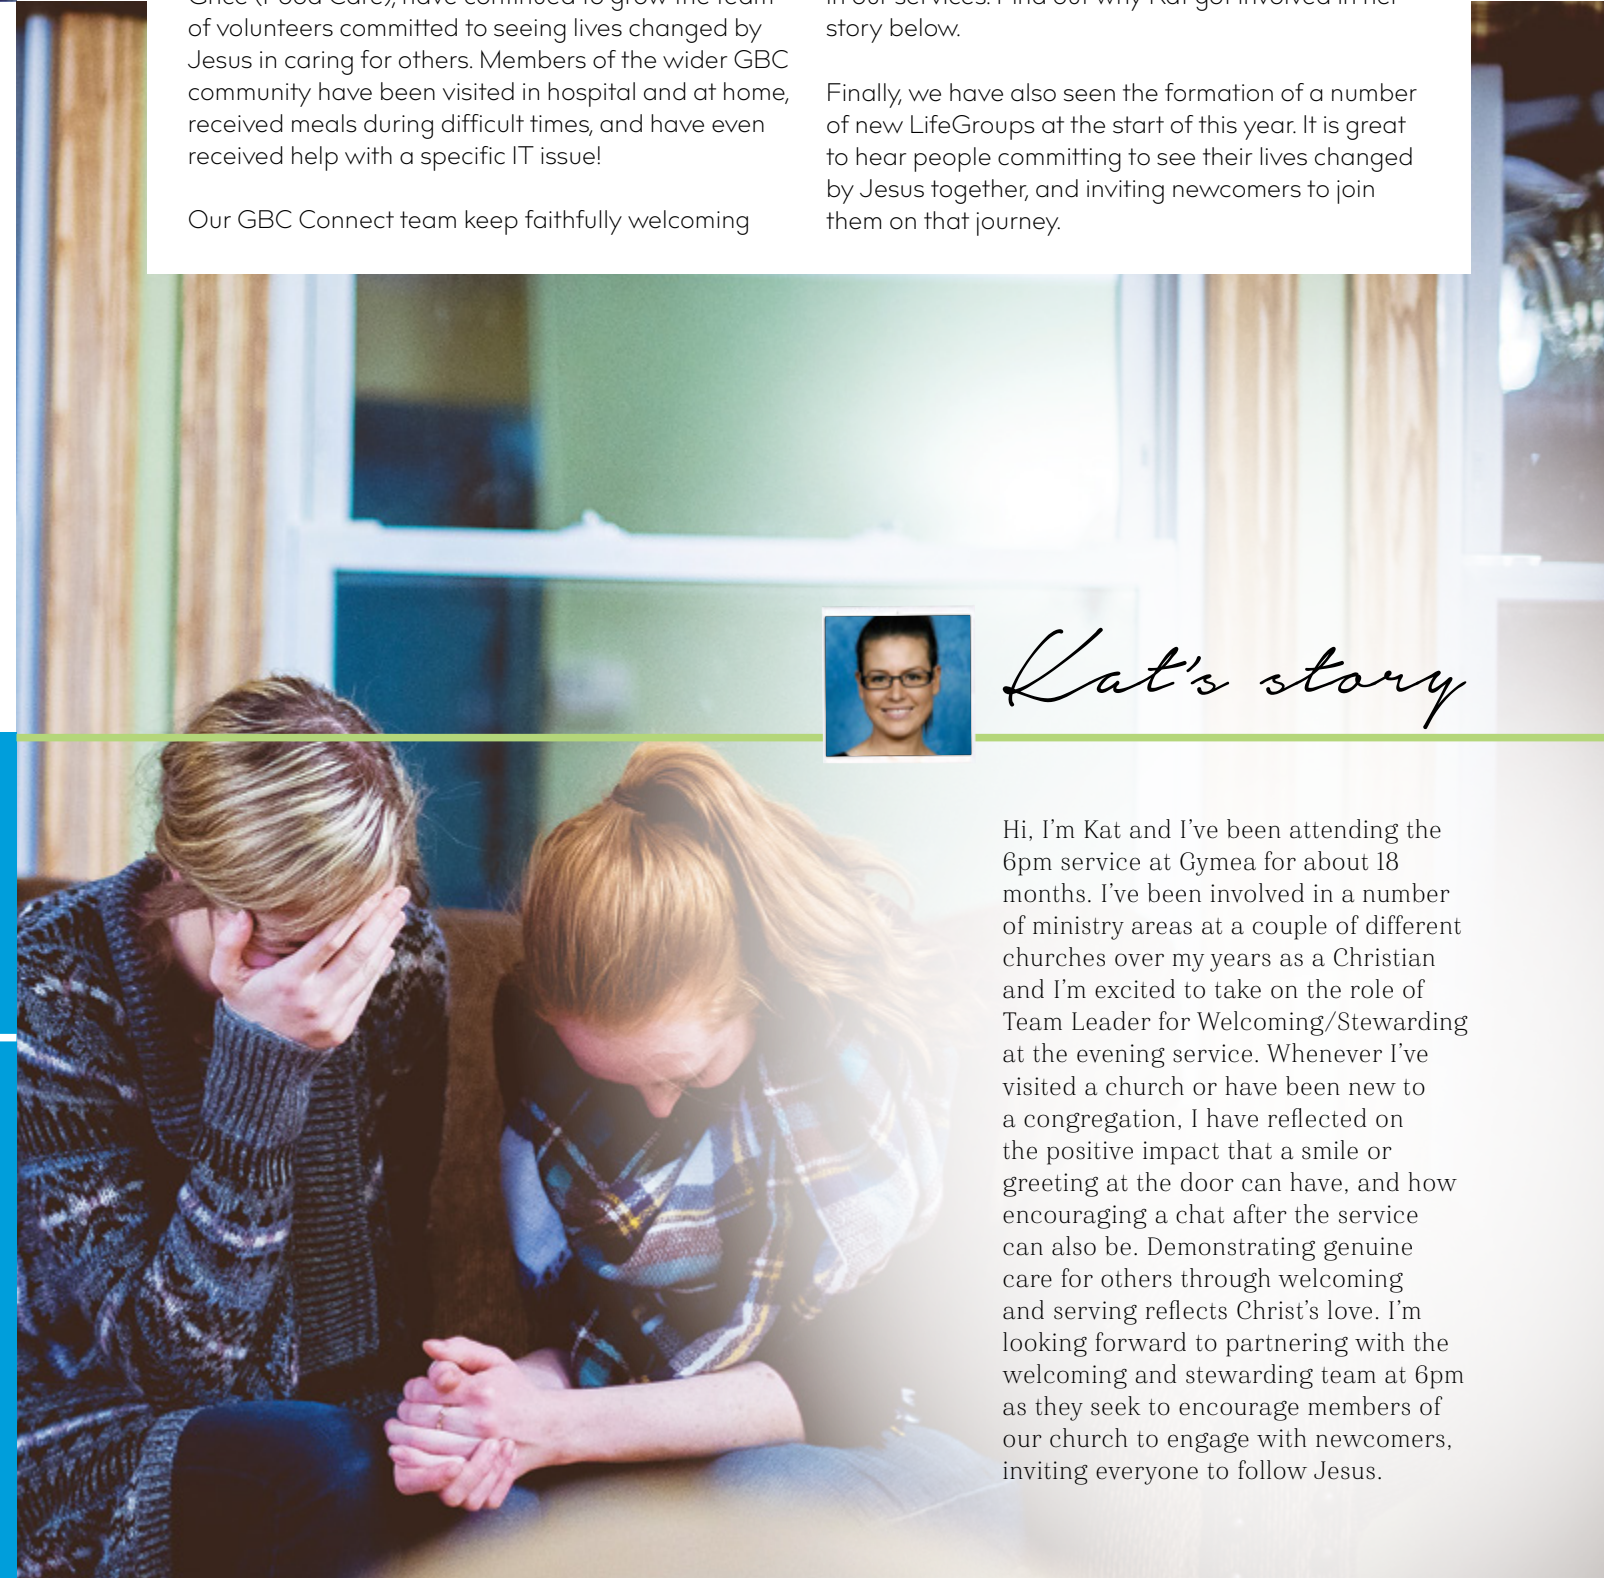 of volunteers committed to seeing lives changed by
Jesus in caring for others. Members of the wider GBC
community have been visited in hospital and at home,
received meals during difficult times, and have even
received help with a specific IT issue!
Our GBC Connect team keep faithfully welcoming
in our services. Find out why Kat got involved in her
story below.
Finally, we have also seen the formation of a number
of new LifeGroups at the start of this year. It is great
to hear people committing to see their lives changed
by Jesus together, and inviting newcomers to join
them on that journey.
Kat's story
Hi, I'm Kat and I've been attending the
6pm service at Gymea for about 18
months. I've been involved in a number
of ministry areas at a couple of different
churches over my years as a Christian
and I'm excited to take on the role of
Team Leader for Welcoming/Stewarding
at the evening service. Whenever I've
visited a church or have been new to
a congregation, I have reflected on
the positive impact that a smile or
greeting at the door can have, and how
encouraging a chat after the service
can also be. Demonstrating genuine
care for others through welcoming
and serving reflects Christ's love. I'm
looking forward to partnering with the
welcoming and stewarding team at 6pm
as they seek to encourage members of
our church to engage with newcomers,
inviting everyone to follow Jesus.